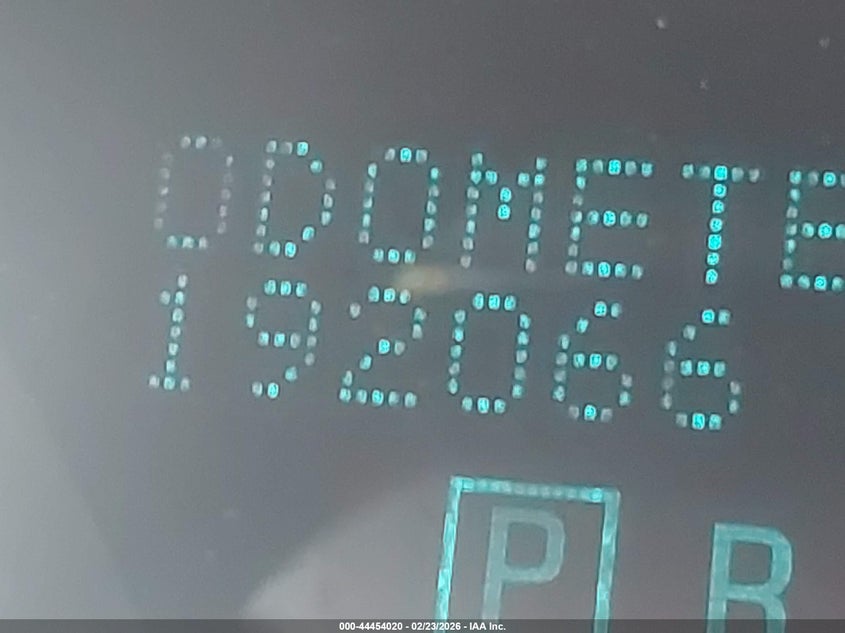 ODOMETE
192066
P R
000-44454020 - 02/23/2026 - IAA Inc.